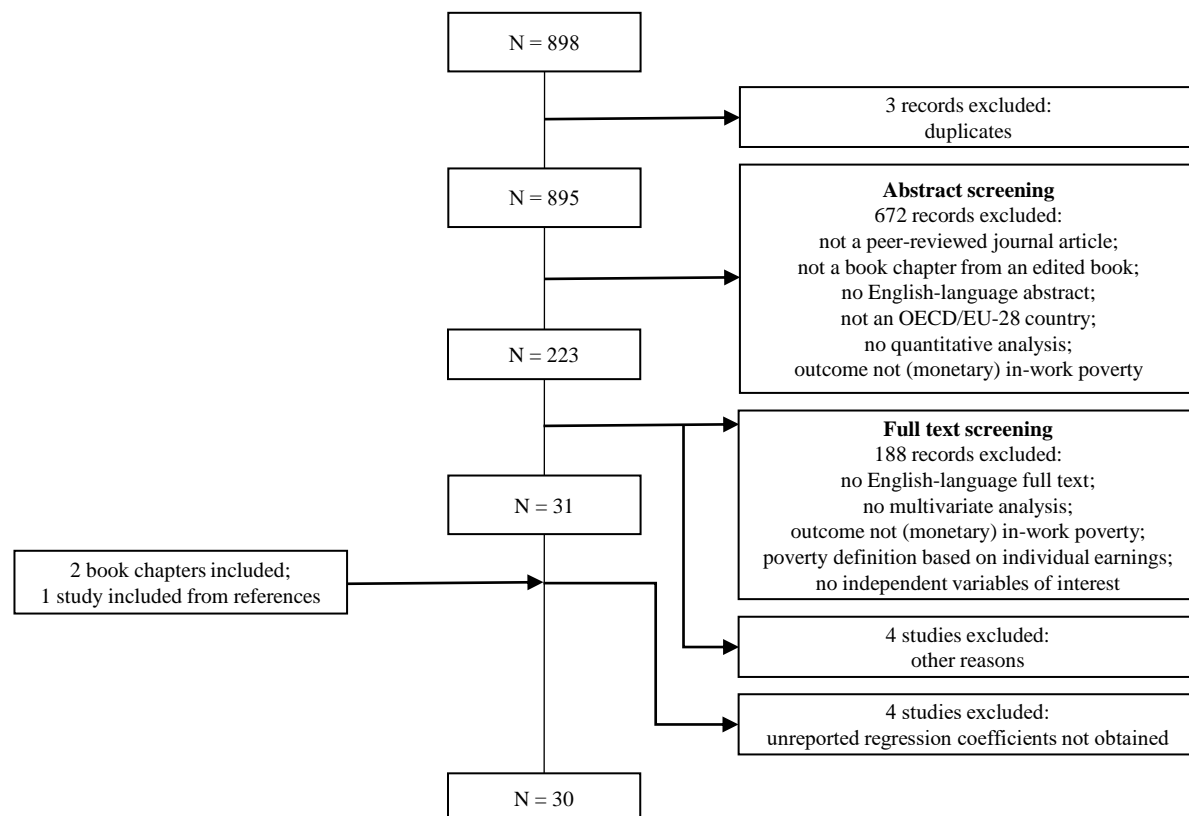 N = 898
3 records excluded:
duplicates
N = 895
Abstract screening
672 records excluded:
not a peer-reviewed journal article;
not a book chapter from an edited book;
no English-language abstract;
not an OECD/EU-28 country;
no quantitative analysis;
outcome not (monetary) in-work poverty
N = 223
Full text screening
188 records excluded:
no English-language full text;
no multivariate analysis;
outcome not (monetary) in-work poverty;
poverty definition based on individual earnings;
no independent variables of interest
N = 31
2 book chapters included;
1 study included from references
4 studies excluded:
other reasons
4 studies excluded:
unreported regression coefficients not obtained
N = 30